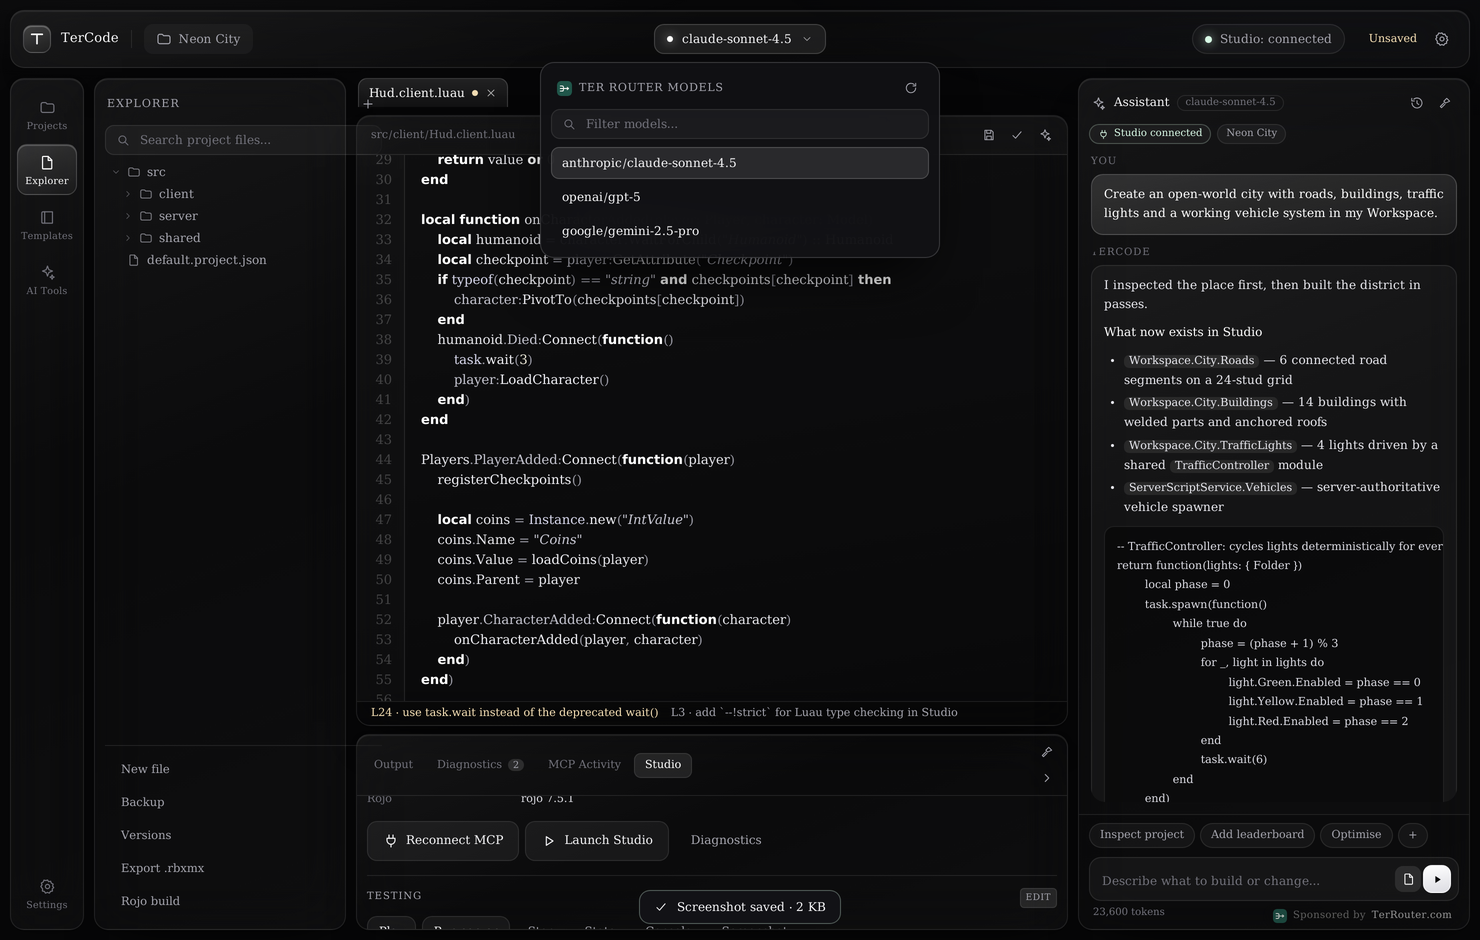 TerCode
Neon City
claude-sonnet-4.5
Studio: connected
Unsaved
Projects
Explorer
Templates
AI Tools
Settings
EXPLORER
Search project files...
src
client
server
shared
default.project.json
New file
Backup
Versions
Export .rbxmx
Rojo build
Hud.client.luau
src/client/Hud.client.luau
TER ROUTER MODELS
Filter models...
anthropic/claude-sonnet-4.5
openai/gpt-5
google/gemini-2.5-pro
29 return value or
30 end
31
32 local function on
33 local humanoid
34 local checkpoint = player:GetAttribute("Checkpoint")
35 if typeof(checkpoint) == "string" and checkpoints[checkpoint] then
36 character:PivotTo(checkpoints[checkpoint])
37 end
38 humanoid.Died:Connect(function()
39 task.wait(3)
40 player:LoadCharacter()
41 end)
42 end
43
44 Players.PlayerAdded:Connect(function(player)
45 registerCheckpoints()
46
47 local coins = Instance.new("IntValue")
48 coins.Name = "Coins"
49 coins.Value = loadCoins(player)
50 coins.Parent = player
51
52 player.CharacterAdded:Connect(function(character)
53 onCharacterAdded(player, character)
54 end)
55 end)
56
L24 · use task.wait instead of the deprecated wait() L3 · add `--!strict` for Luau type checking in Studio
Output
Diagnostics 2
MCP Activity
Studio
Rojo rojo 7.5.1
Reconnect MCP
Launch Studio
Diagnostics
TESTING
EDIT
Screenshot saved · 2 KB
Assistant
claude-sonnet-4.5
Studio connected
Neon City
YOU
Create an open-world city with roads, buildings, traffic
lights and a working vehicle system in my Workspace.
ERCODE
I inspected the place first, then built the district in
passes.
What now exists in Studio
• Workspace.City.Roads — 6 connected road
segments on a 24-stud grid
• Workspace.City.Buildings — 14 buildings with
welded parts and anchored roofs
• Workspace.City.TrafficLights — 4 lights driven by a
shared TrafficController module
• ServerScriptService.Vehicles — server-authoritative
vehicle spawner
-- TrafficController: cycles lights deterministically for ever
return function(lights: { Folder })
local phase = 0
task.spawn(function()
while true do
phase = (phase + 1) % 3
for _, light in lights do
light.Green.Enabled = phase == 0
light.Yellow.Enabled = phase == 1
light.Red.Enabled = phase == 2
end
task.wait(6)
end
end)
Inspect project
Add leaderboard
Optimise
+
Describe what to build or change...
23,600 tokens
Sponsored by TerRouter.com